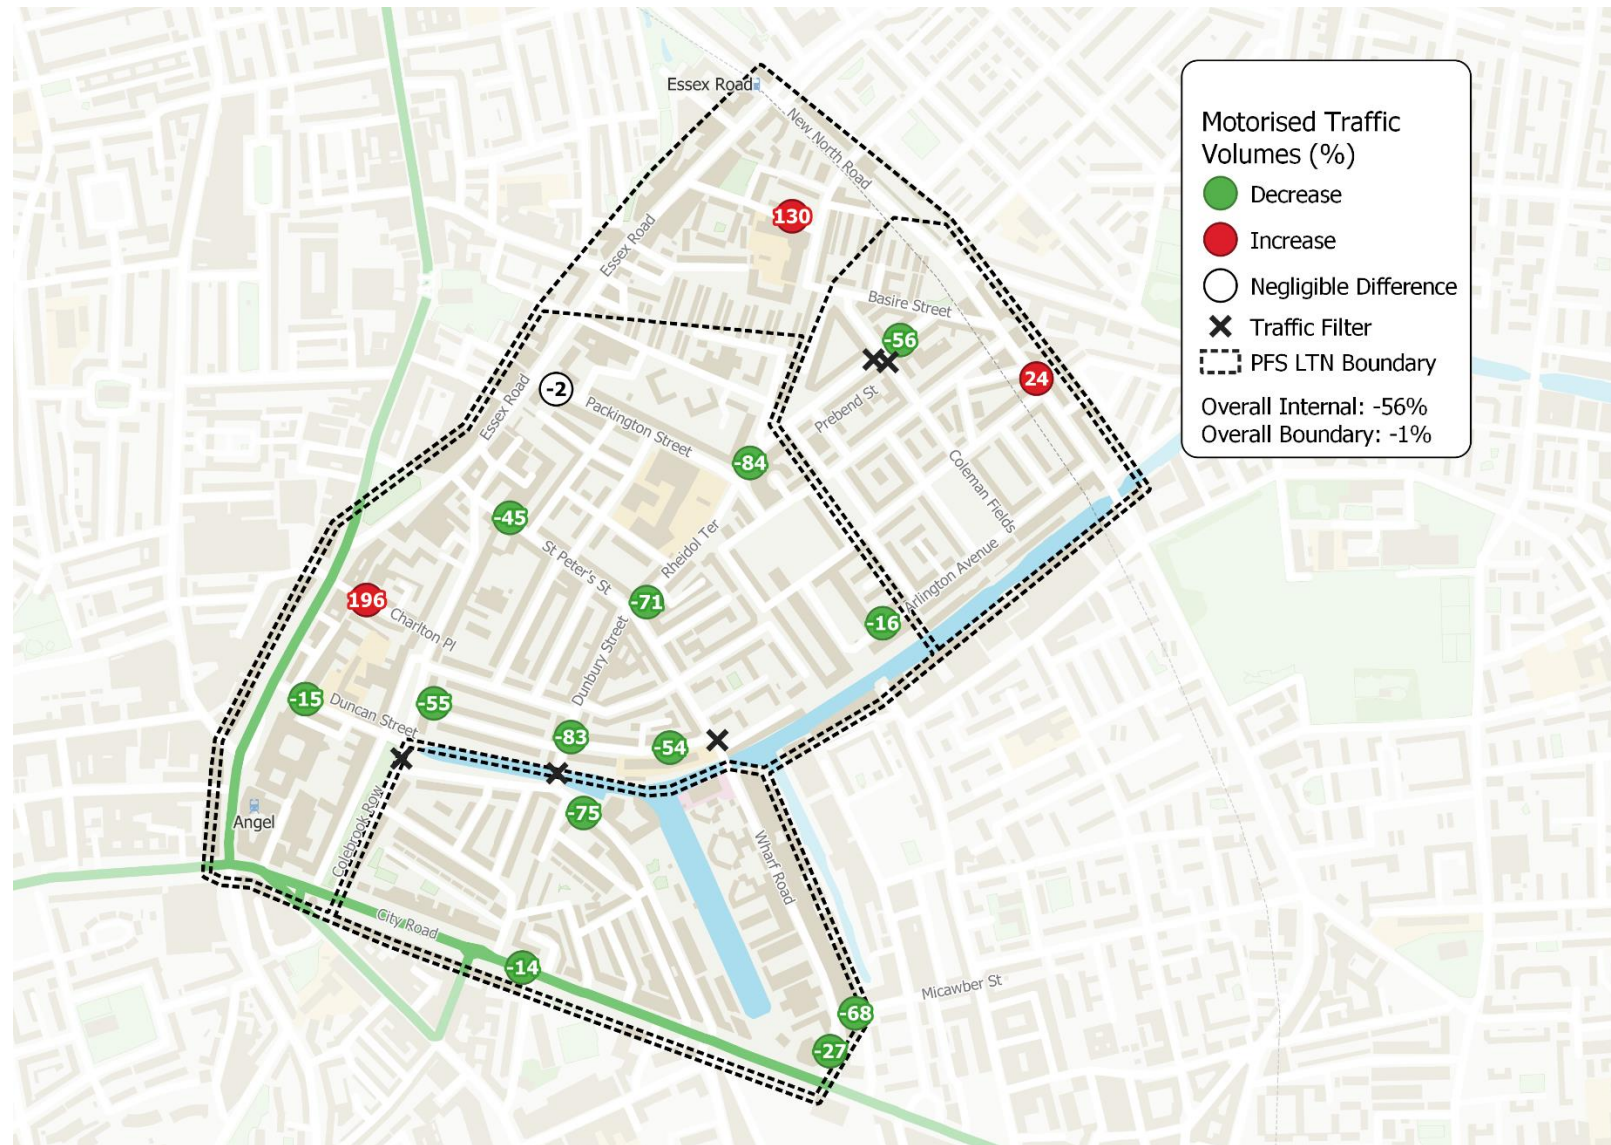 Essex Road
New North Road
Motorised Traffic
Volumes (%)
Decrease
Increase
Negligible Difference
Traffic Filter
PFS LTN Boundary
Overall Internal: -56%
Overall Boundary: -1%
130
Essex Road
Basire Street
-56
24
-2
Essex Road
Packington Street
Prebend St
-84
Coleman Fields
-45
St Peter's St
Rheidol Ter
Arlington Avenue
196
Charlton Pl
-71
-16
Dunbury Street
-15
Duncan Street
-55
-83
-54
Angel
Colebrook Row
-75
Wharf Road
City Road
-14
Micawber St
-68
-27